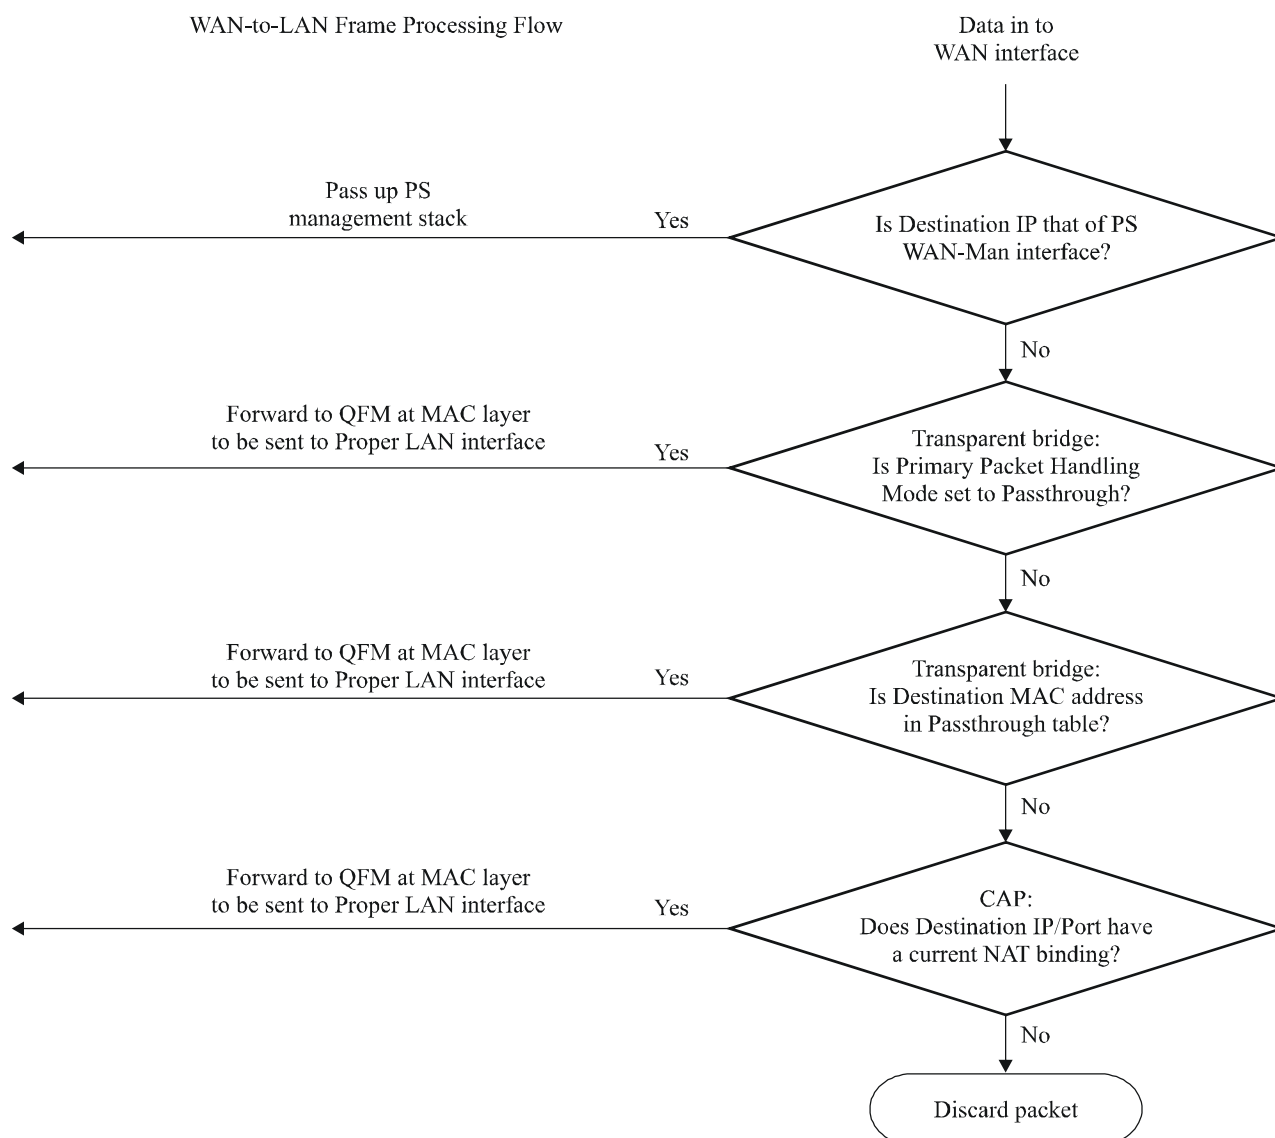 WAN-to-LAN Frame Processing Flow
Data in to
WAN interface
Pass up PS
management stack
Yes
Is Destination IP that of PS
WAN-Man interface?
No
Forward to QFM at MAC layer
to be sent to Proper LAN interface
Yes
Transparent bridge:
Is Primary Packet Handling
Mode set to Passthrough?
No
Forward to QFM at MAC layer
to be sent to Proper LAN interface
Yes
Transparent bridge:
Is Destination MAC address
in Passthrough table?
No
Forward to QFM at MAC layer
to be sent to Proper LAN interface
Yes
CAP:
Does Destination IP/Port have
a current NAT binding?
No
Discard packet